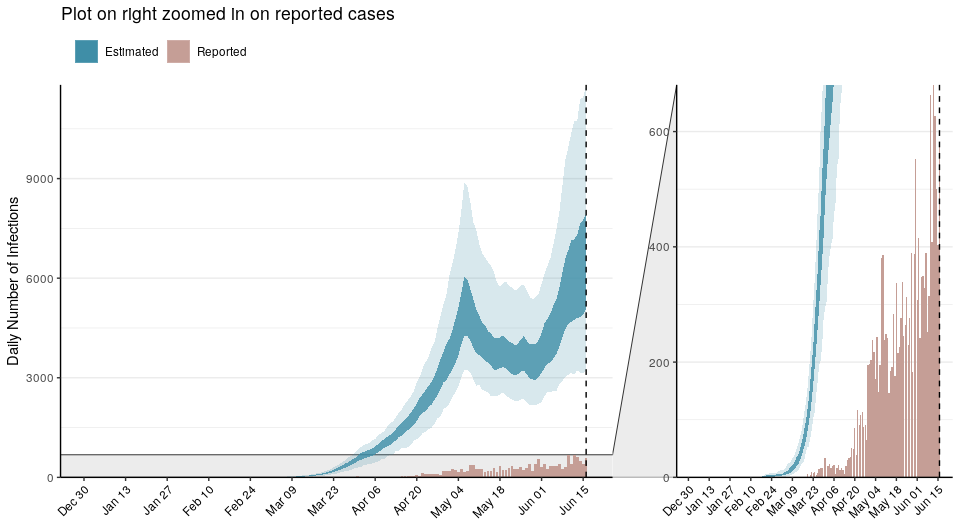 Plot on right zoomed in on reported cases
Estimated
Reported
Daily Number of Infections
9000
6000
3000
0
Dec 30
Jan 13
Jan 27
Feb 10
Feb 24
Mar 09
Mar 23
Apr 06
Apr 20
May 04
May 18
Jun 01
Jun 15
600
400
200
0
Dec 30
Jan 13
Jan 27
Feb 10
Feb 24
Mar 09
Mar 23
Apr 06
Apr 20
May 04
May 18
Jun 01
Jun 15